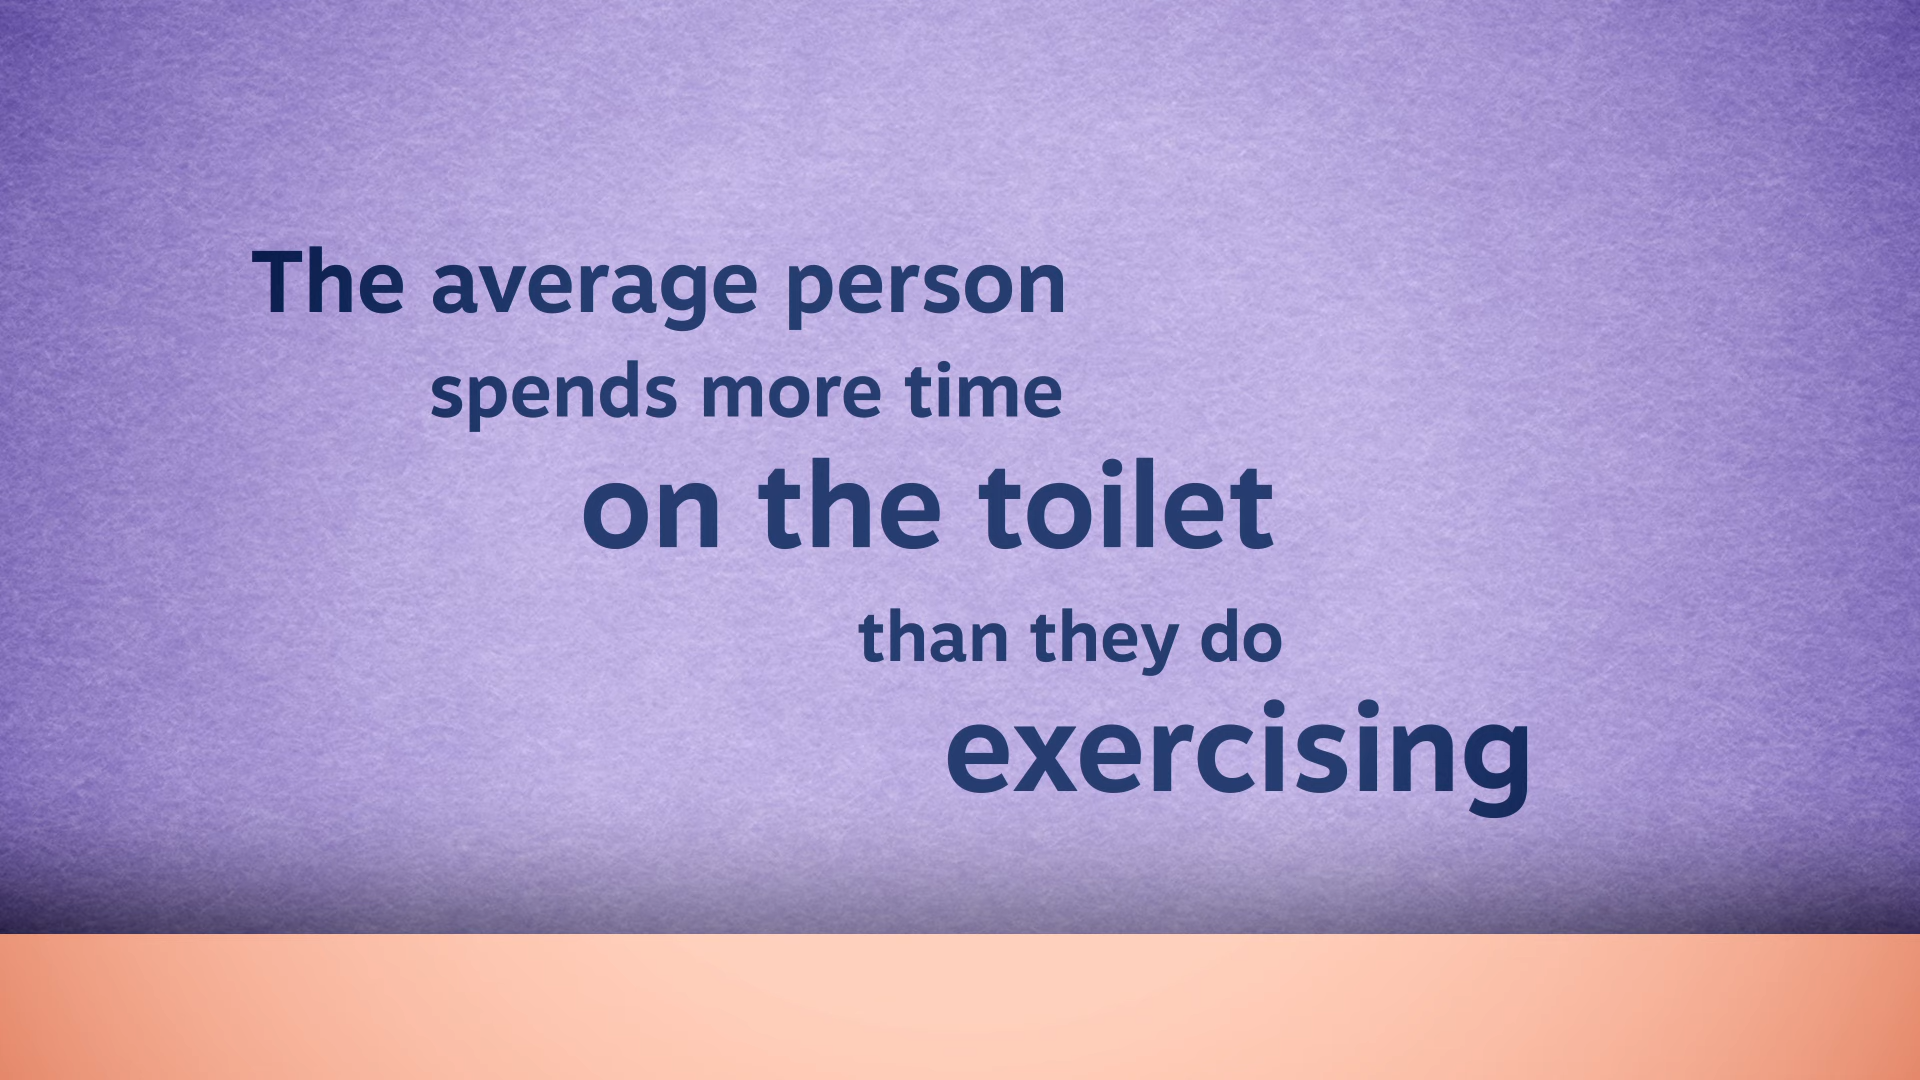 The average person
spends more time
on the toilet
than they do
exercising